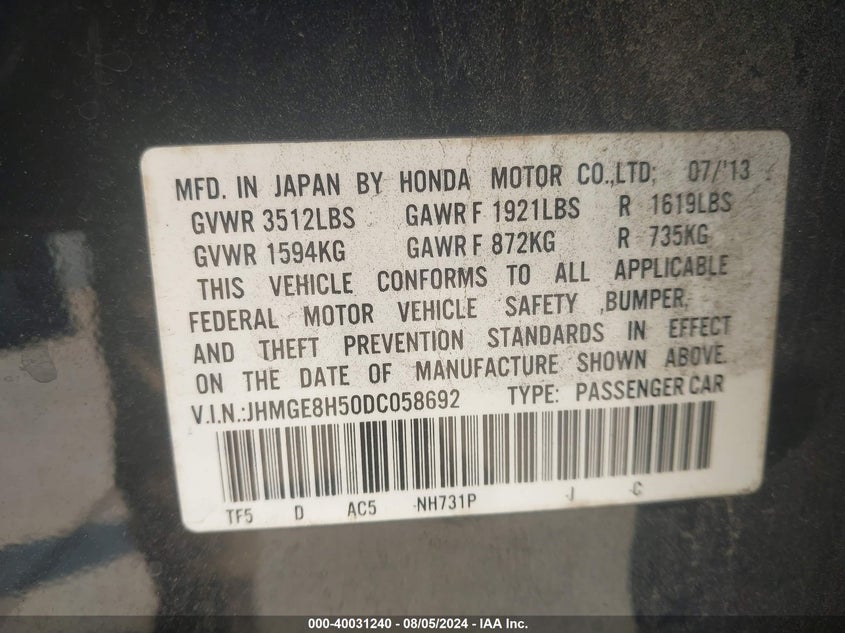 MFD. IN JAPAN BY HONDA MOTOR CO.,LTD; 07/'13
GVWR 3512LBS GAWR F 1921LBS R 1619LBS
GVWR 1594KG GAWR F 872KG R 735KG
THIS VEHICLE CONFORMS TO ALL APPLICABLE
FEDERAL MOTOR VEHICLE SAFETY ,BUMPER,
AND THEFT PREVENTION STANDARDS IN EFFECT
ON THE DATE OF MANUFACTURE SHOWN ABOVE.
V.I.N.:JHMGE8H50DC058692 TYPE: PASSENGER CAR
TF5 D AC5 NH731P J C
000-40031240 - 08/05/2024 - IAA Inc.